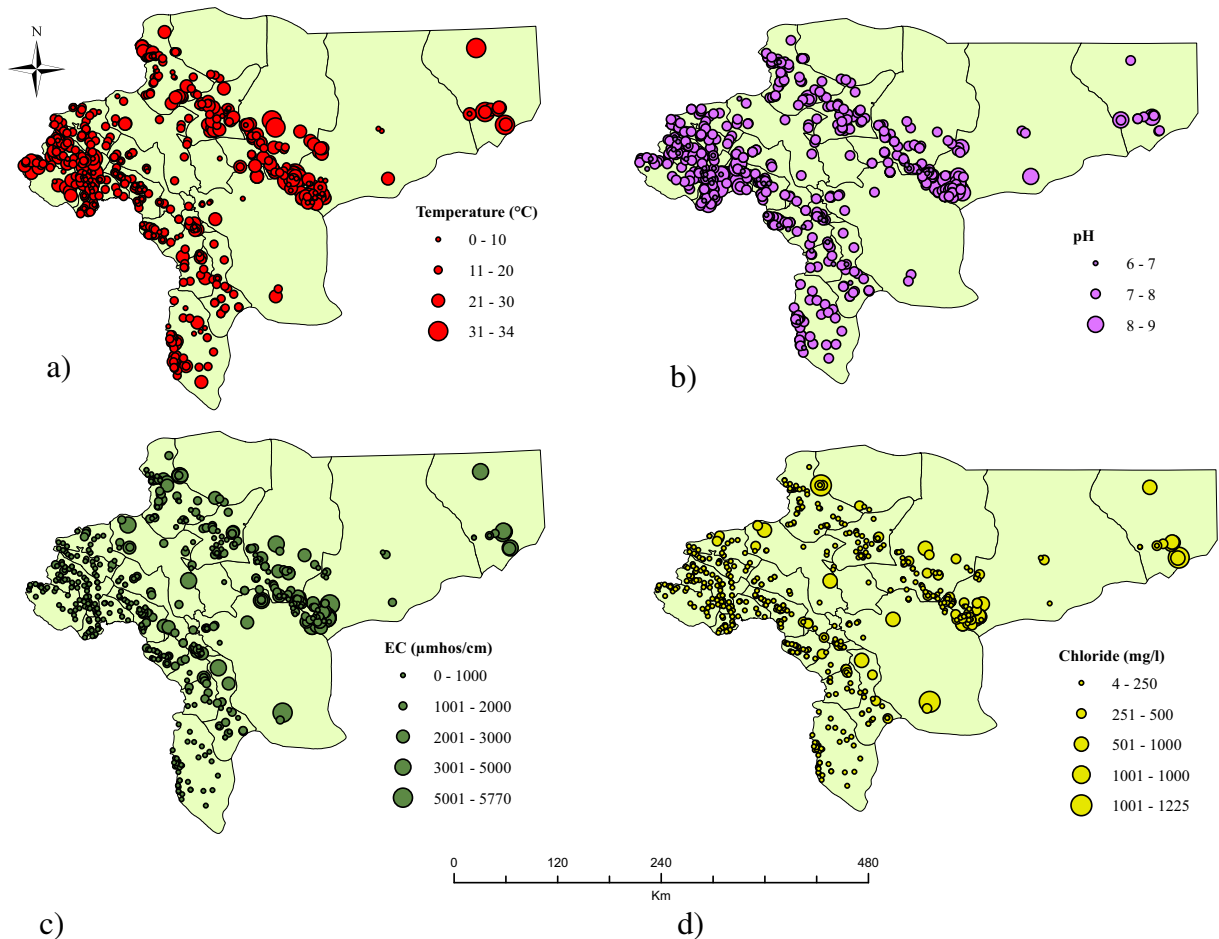 N
Temperature (°C)
0 - 10
11 - 20
21 - 30
31 - 34
a)
pH
6 - 7
7 - 8
8 - 9
b)
EC (µmhos/cm)
0 - 1000
1001 - 2000
2001 - 3000
3001 - 5000
5001 - 5770
c)
Chloride (mg/l)
4 - 250
251 - 500
501 - 1000
1001 - 1000
1001 - 1225
d)
0 120 240 480
Km